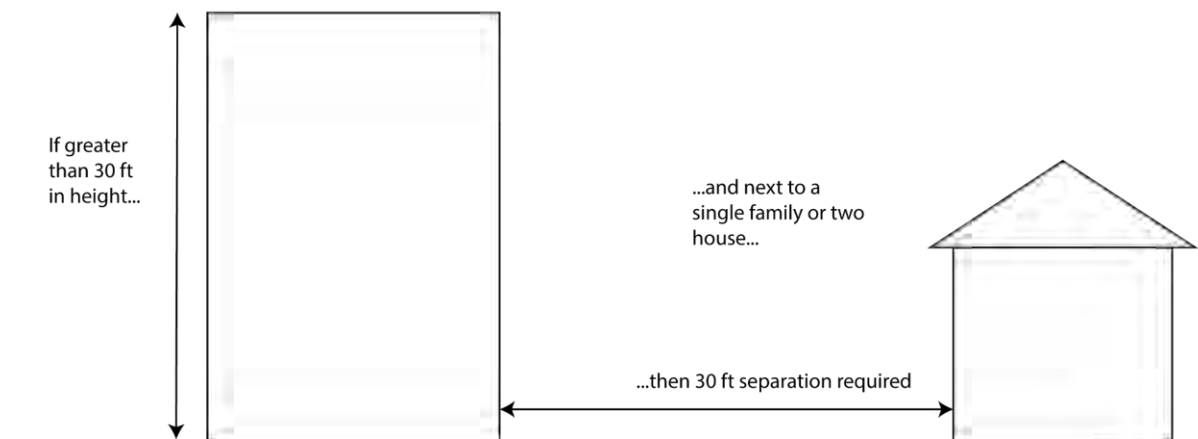 If greater
than 30 ft
in height...
...and next to a
single family or two
house...
...then 30 ft separation required